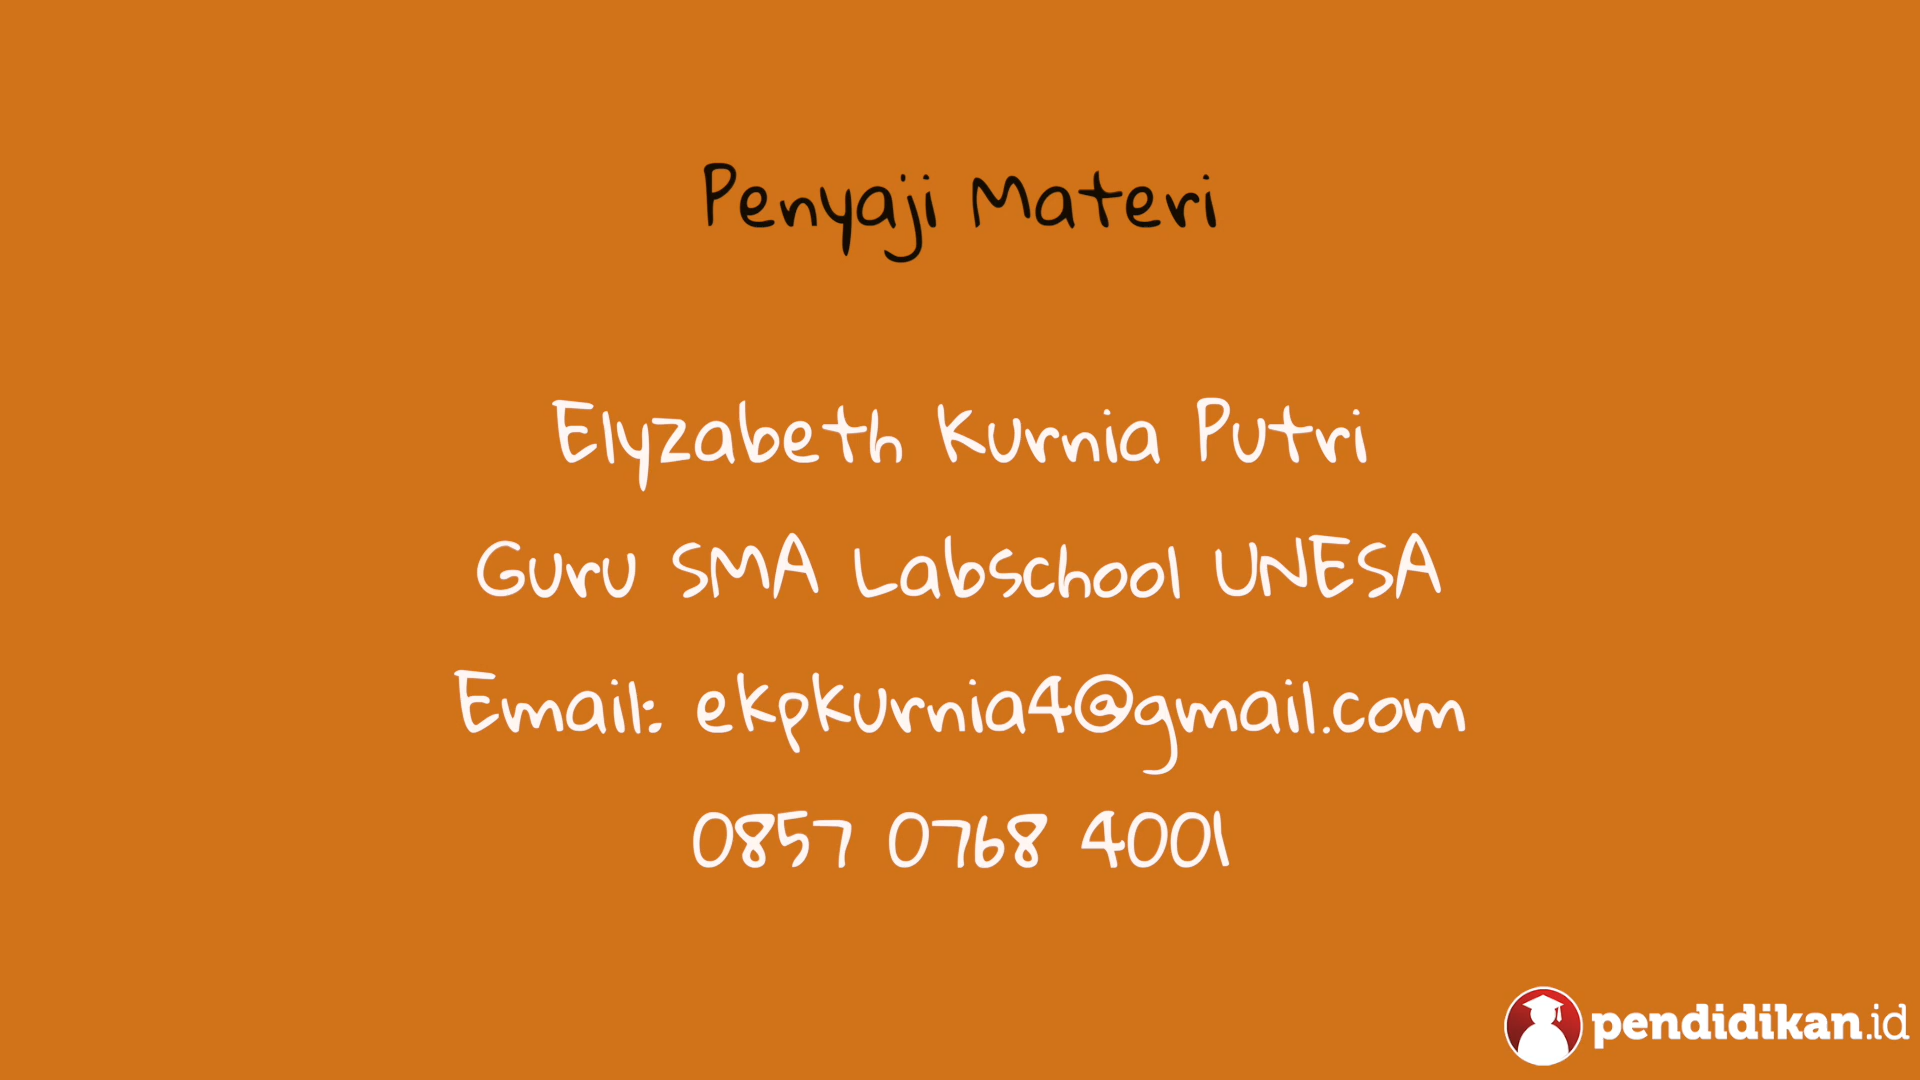 Penyaji Materi
Elyzabeth Kurnia Putri
Guru SMA Labschool UNESA
Email: ekpkurnia4@gmail.com
0857 0768 4001
pendidikan.id